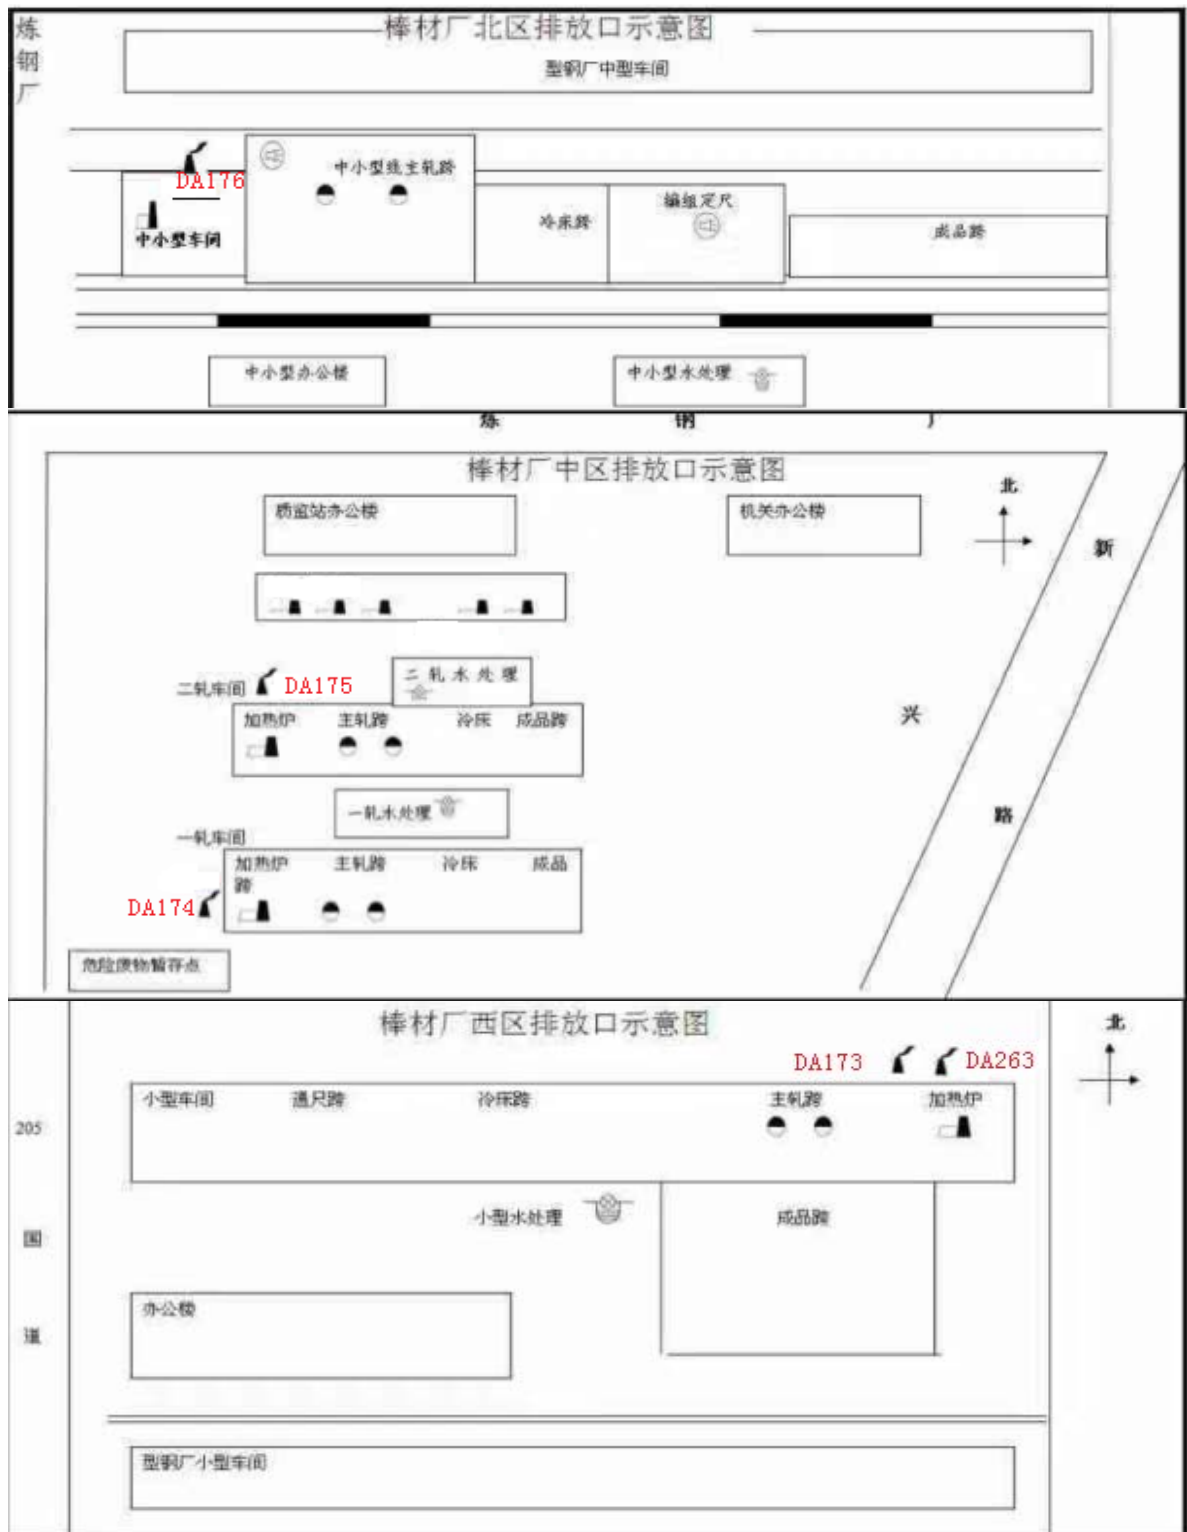 炼
钢
厂
棒材厂北区排放口示意图
型钢厂中型车间
DA176
中小型线主轧跨
中小型车间
冷床跨
编组定尺
成品跨
中小型办公楼
中小型水处理
炼 钢 厂
棒材厂中区排放口示意图
质监站办公楼
机关办公楼
北
新
兴
路
二轧车间
DA175
二轧水处理
加热炉 主轧跨 冷床 成品跨
一轧水处理
一轧车间
加热炉 主轧跨 冷床 成品
跨
DA174
危险废物暂存点
棒材厂西区排放口示意图
北
DA173
DA263
小型车间 通尺跨 冷床跨 主轧跨 加热炉
205
国
道
小型水处理
成品跨
办公楼
型钢厂小型车间